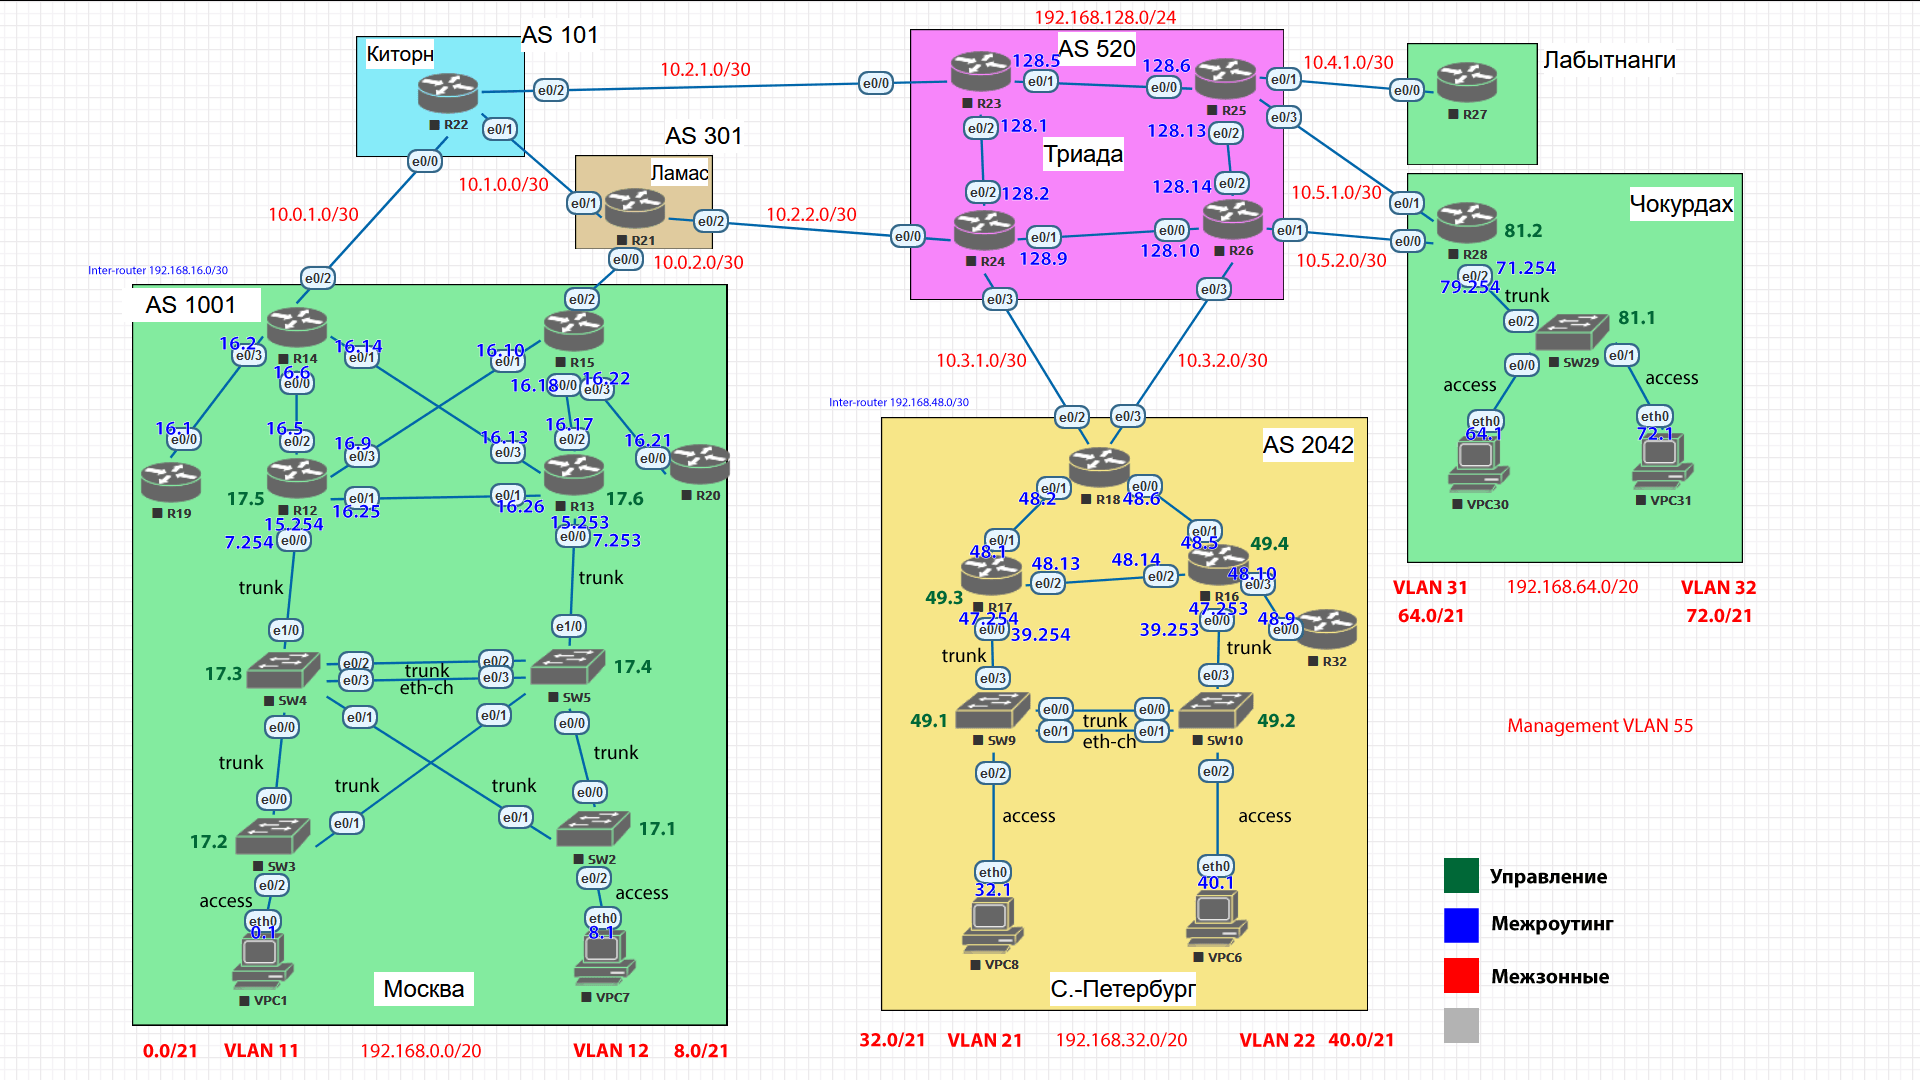 192.168.128.0/24
AS 101
Киторн
R22
e0/2
e0/1
e0/0
10.2.1.0/30
AS 301
Ламас
R21
e0/1
e0/2
e0/0
10.1.0.0/30
10.0.1.0/30
10.2.2.0/30
10.0.2.0/30
AS 520
Триада
e0/0
R23
128.5
e0/1
e0/2
128.1
128.6
e0/0
R25
e0/1
e0/3
128.13
e0/2
e0/2
128.2
e0/0
R24
e0/1
128.9
e0/3
128.14
e0/2
e0/0
128.10
R26
e0/1
e0/3
10.4.1.0/30
10.5.1.0/30
10.5.2.0/30
10.3.1.0/30
10.3.2.0/30
Лабытнанги
e0/0
R27
Чокурдах
e0/1
e0/0
R28
81.2
e0/2
71.254
79.254
trunk
e0/2
81.1
SW29
e0/0
e0/1
access
access
eth0
64.1
eth0
72.1
VPC30
VPC31
VLAN 31
192.168.64.0/20
VLAN 32
64.0/21
72.0/21
Inter-router 192.168.16.0/30
AS 1001
e0/2
e0/2
R14
16.2
e0/3
16.6
e0/0
16.14
e0/1
R15
16.10
e0/1
16.18
e0/0
16.22
e0/3
16.1
e0/0
R19
16.5
e0/2
16.9
e0/3
17.5
R12
e0/1
16.25
16.13
e0/3
16.17
e0/2
e0/1
16.26
R13
17.6
16.21
e0/0
R20
15.254
7.254
e0/0
15.253
e0/0
7.253
trunk
trunk
e1/0
e1/0
17.3
SW4
e0/2
e0/3
trunk
eth-ch
e0/2
e0/3
SW5
17.4
e0/0
e0/1
e0/1
e0/0
trunk
trunk
trunk
trunk
e0/0
e0/1
e0/1
e0/0
17.2
SW3
17.1
SW2
e0/2
e0/2
access
access
eth0
0.1
eth0
8.1
VPC1
VPC7
Москва
0.0/21
VLAN 11
192.168.0.0/20
VLAN 12
8.0/21
Inter-router 192.168.48.0/30
AS 2042
e0/2
e0/3
R18
e0/1
48.2
e0/0
48.6
e0/1
48.1
e0/1
48.5
49.4
49.3
R17
48.13
e0/2
48.14
e0/2
R16
48.10
e0/3
48.9
e0/0
R32
47.254
e0/0
39.254
47.253
e0/0
39.253
trunk
trunk
e0/3
e0/3
49.1
SW9
e0/0
e0/1
trunk
eth-ch
e0/0
e0/1
SW10
49.2
e0/2
e0/2
access
access
eth0
32.1
eth0
40.1
VPC8
VPC6
С.-Петербург
32.0/21
VLAN 21
192.168.32.0/20
VLAN 22
40.0/21
Management VLAN 55
Управление
Межроутинг
Межзонные